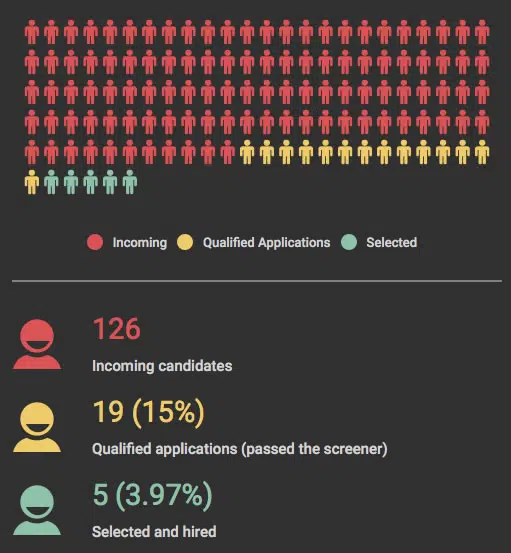 Incoming Qualified Applications Selected
126
Incoming candidates
19 (15%)
Qualified applications (passed the screener)
5 (3.97%)
Selected and hired